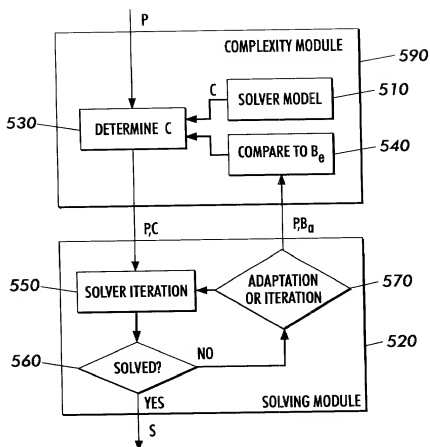 P
COMPLEXITY MODULE
590
C
SOLVER MODEL
510
530
DETERMINE C
COMPARE TO Be
540
P,C
P,Ba
550
SOLVER ITERATION
ADAPTATION
OR ITERATION
570
560
SOLVED?
NO
520
YES
SOLVING MODULE
S